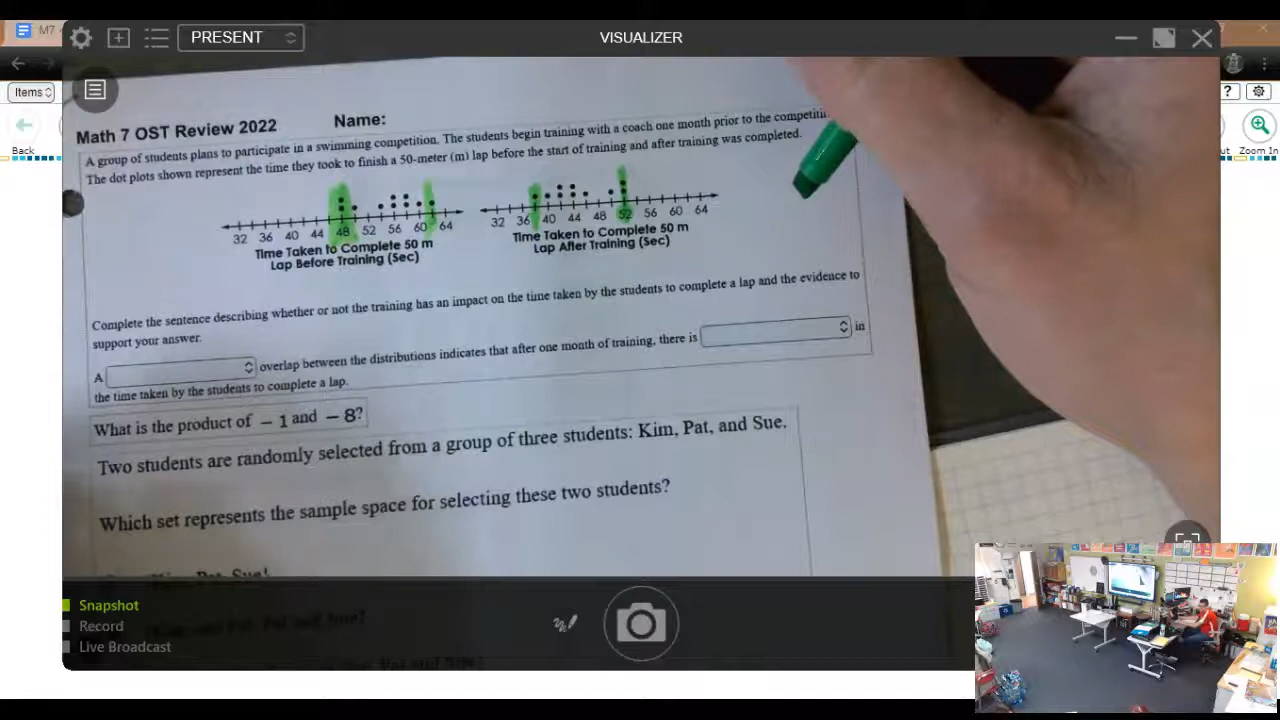 M7
PRESENT
VISUALIZER
Items
Back
Zoom In
Math 7 OST Review 2022 Name:
A group of students plans to participate in a swimming competition. The students begin training with a coach one month prior to the
The dot plots shown represent the time they took to finish a 50-meter (m) lap before the start of training and after training was completed.
32 36 40 44 48 52 56 60 64
Time Taken to Complete 50 m
Lap Before Training (Sec)
32 36 40 44 48 52 56 60 64
Time Taken to Complete 50 m
Lap After Training (Sec)
Complete the sentence describing whether or not the training has an impact on the time taken by the students to complete a lap and the evidence to
support your answer.
A overlap between the distributions indicates that after one month of training, there is in
the time taken by the students to complete a lap.
What is the product of – 1 and – 8?
Two students are randomly selected from a group of three students: Kim, Pat, and Sue.
Which set represents the sample space for selecting these two students?
Snapshot
Record
Live Broadcast